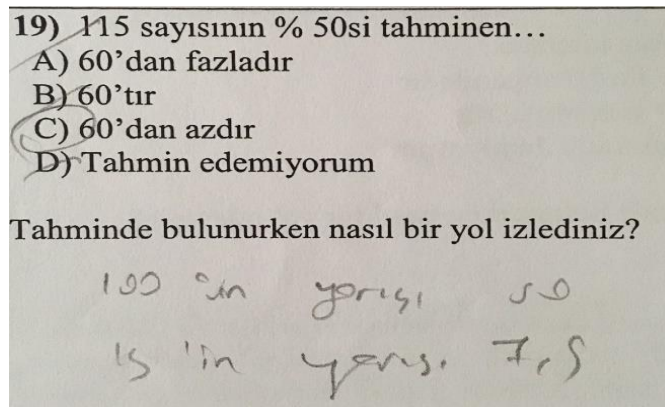 19) 115 sayısının % 50si tahminen...
A) 60’dan fazladır
B) 60’tır
C) 60’dan azdır
D) Tahmin edemiyorum
Tahminde bulunurken nasıl bir yol izlediniz?
100 'ün yarısı 50
15 'in yarısı 7,5